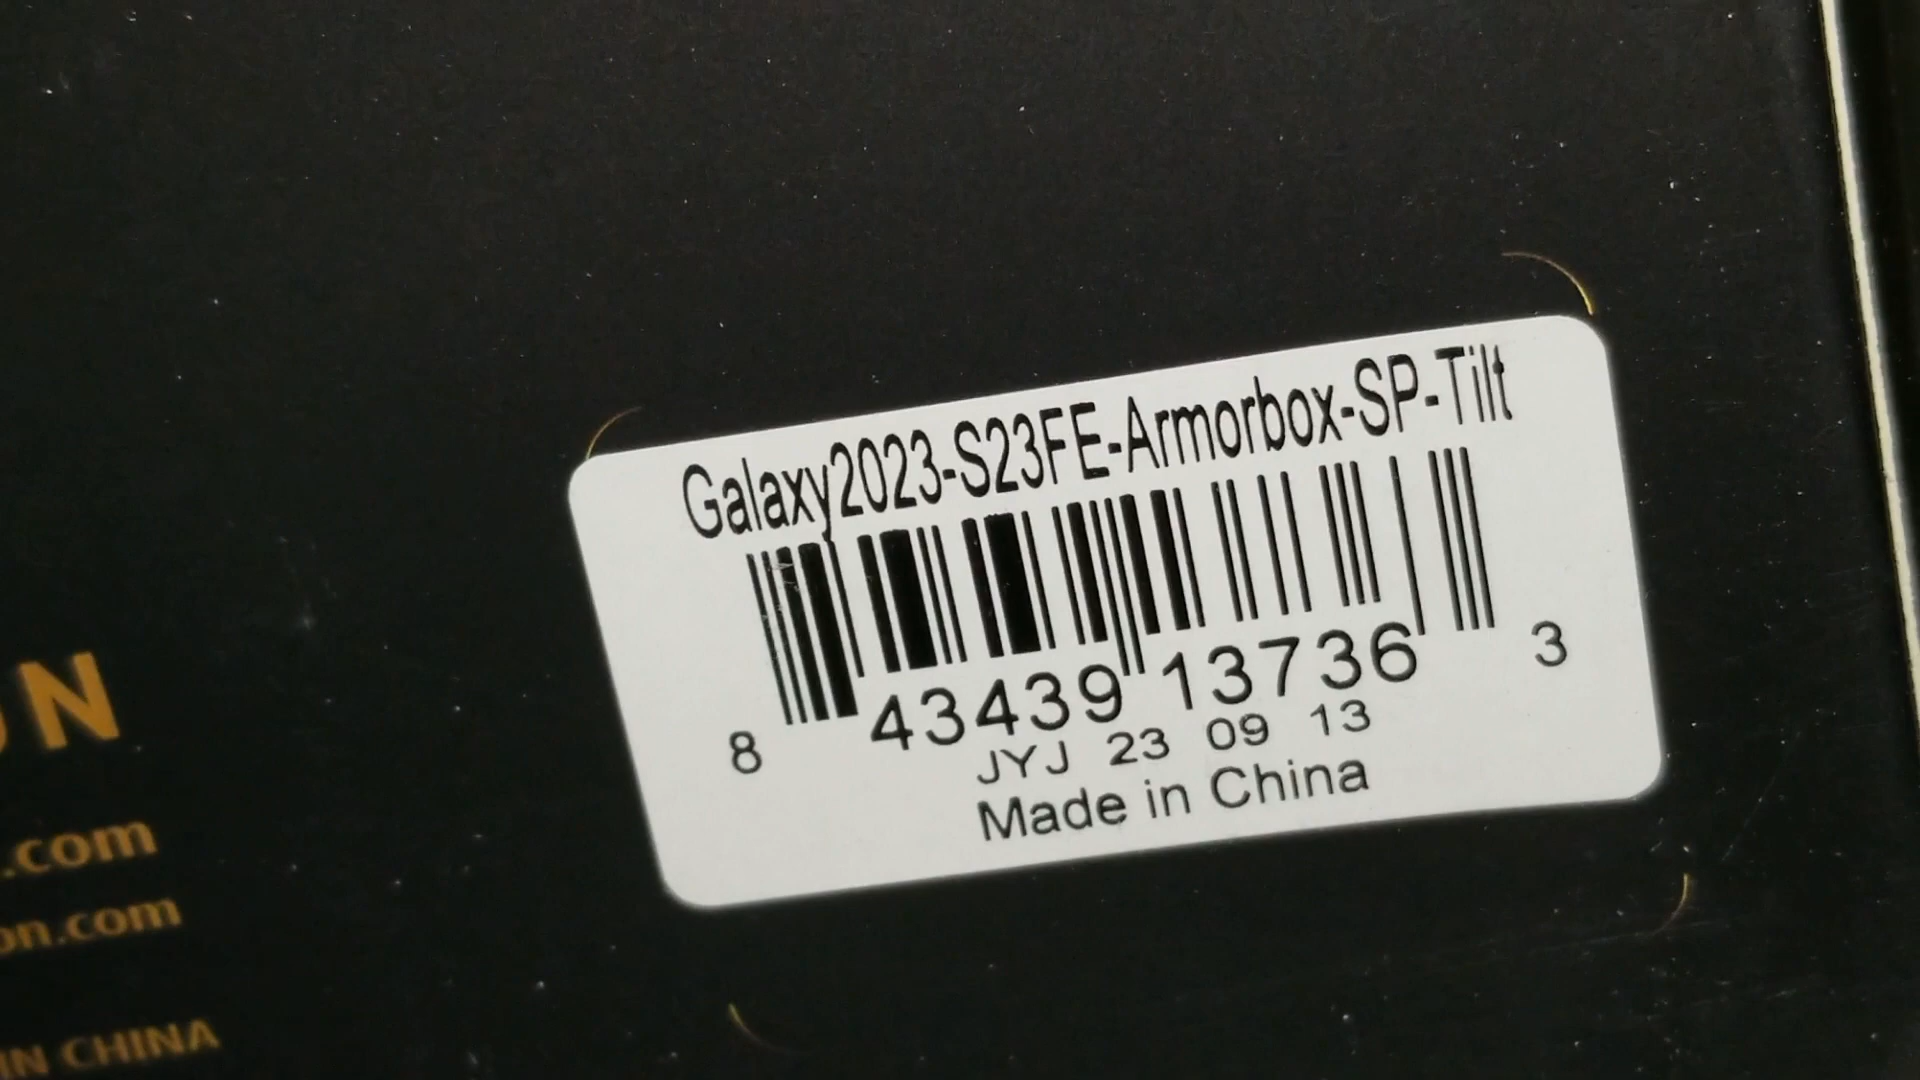 Galaxy2023-S23FE-Armorbox-SP-Tilt
8 43439 13736 3
JYJ 23 09 13
Made in China
N
.com
on.com
IN CHINA